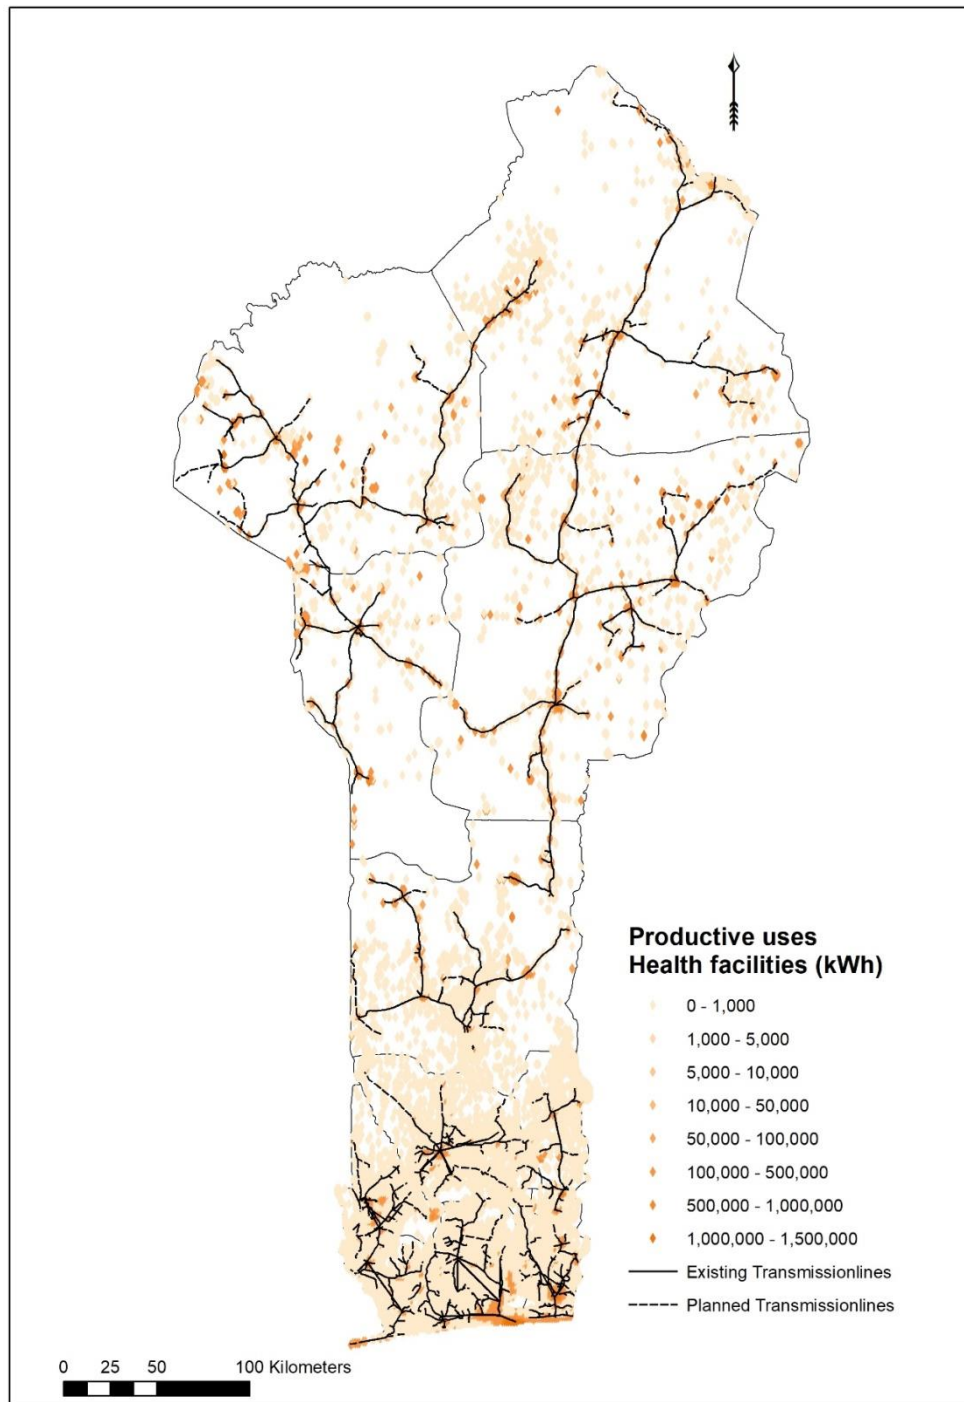 Productive uses
Health facilities (kWh)
0 - 1,000
1,000 - 5,000
5,000 - 10,000
10,000 - 50,000
50,000 - 100,000
100,000 - 500,000
500,000 - 1,000,000
1,000,000 - 1,500,000
Existing Transmissionlines
Planned Transmissionlines
0 25 50 100 Kilometers